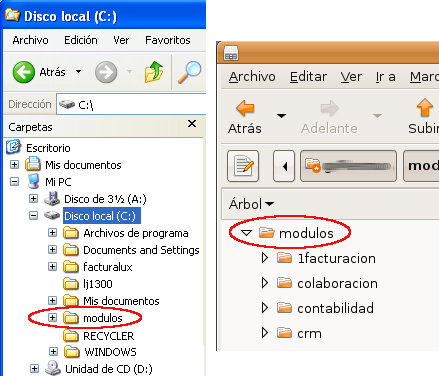 Disco local (C:)
Archivo Edición Ver Favoritos
Atrás
Dirección C:\
Carpetas
Escritorio
Mis documentos
Mi PC
Disco de 3½ (A:)
Disco local (C:)
Archivos de programa
Documents and Settings
facturalux
lj1300
Mis documentos
modulos
RECYCLER
WINDOWS
Unidad de CD (D:)
Archivo Editar Ver Ir a Marc
Atrás Adelante Subir
mod
Árbol
modulos
1facturacion
colaboracion
contabilidad
crm